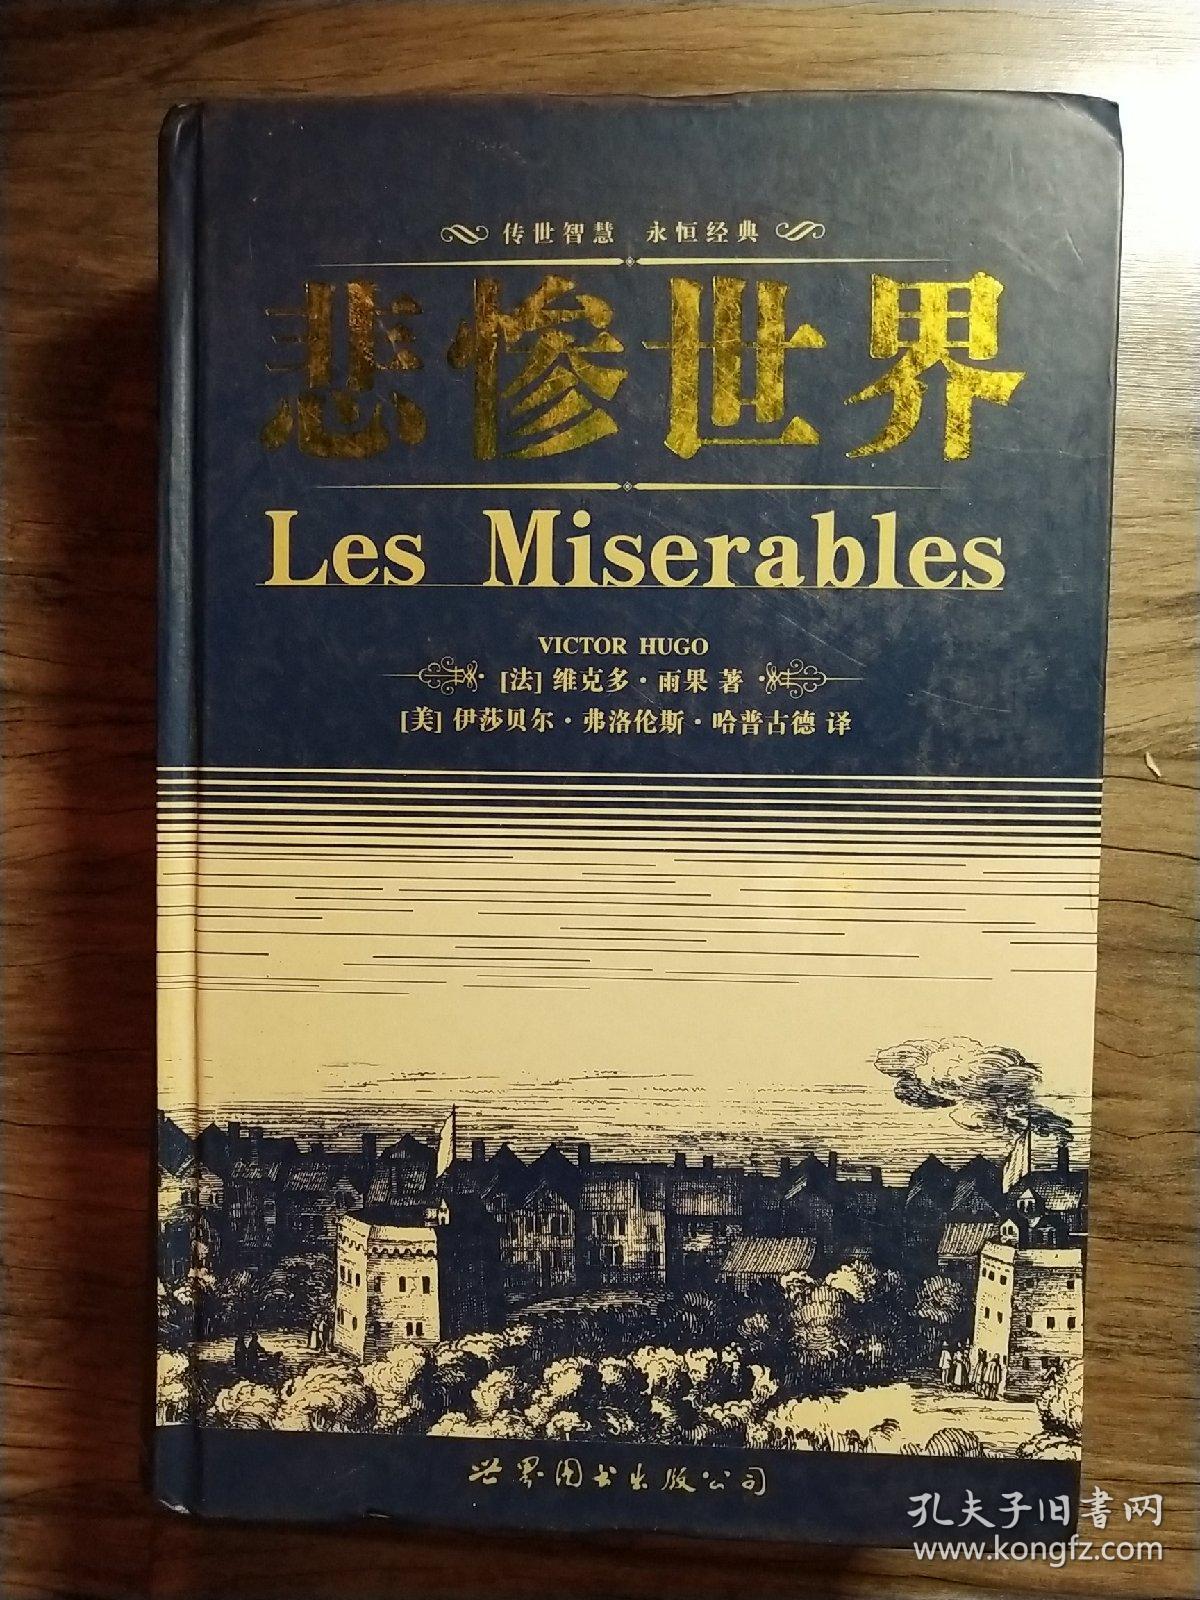 传世智慧 永恒经典
悲惨世界
Les Miserables
VICTOR HUGO
[法] 维克多·雨果 著
[美] 伊莎贝尔·弗洛伦斯·哈普古德 译
世界图书出版公司
孔夫子旧书网
www.kongfz.com